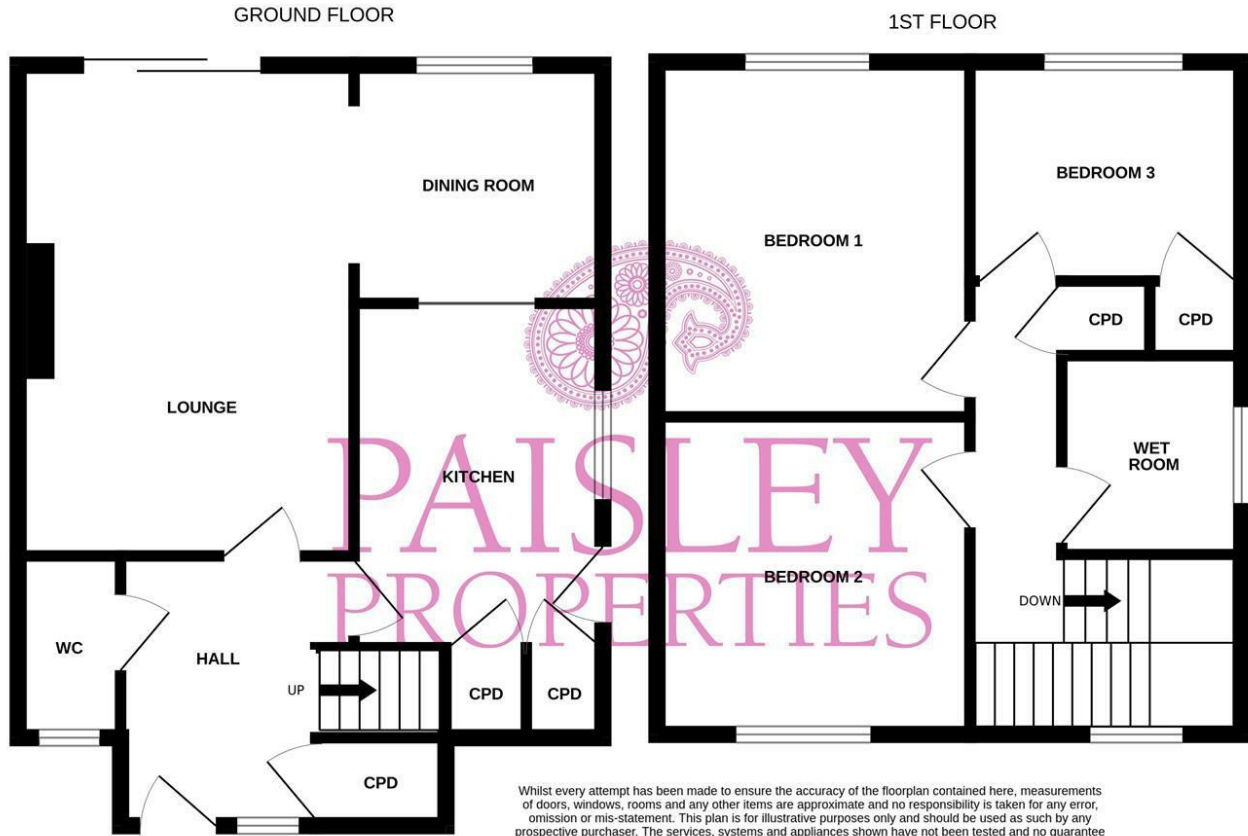 GROUND FLOOR
DINING ROOM
LOUNGE
KITCHEN
WC
HALL
UP
CPD
CPD
CPD
1ST FLOOR
BEDROOM 3
BEDROOM 1
CPD
CPD
WET
ROOM
BEDROOM 2
DOWN
PAISLEY
PROPERTIES
Whilst every attempt has been made to ensure the accuracy of the floorplan contained here, measurements
of doors, windows, rooms and any other items are approximate and no responsibility is taken for any error,
omission or mis-statement. This plan is for illustrative purposes only and should be used as such by any
prospective purchaser. The services, systems and appliances shown have not been tested and no guarantee